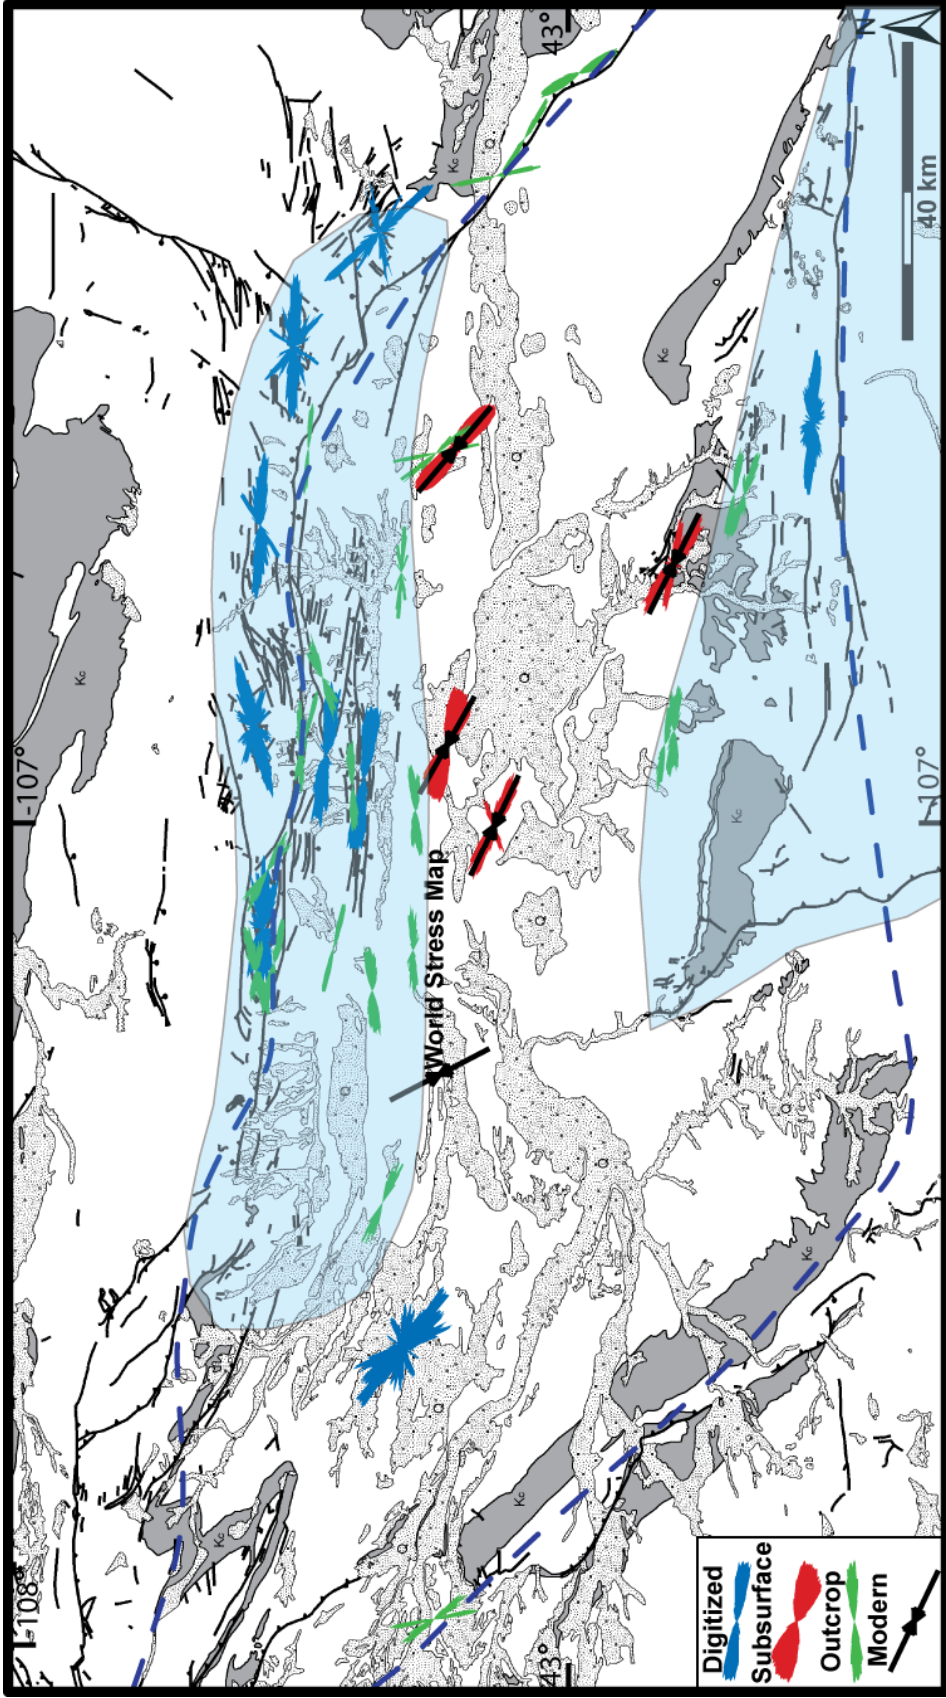 -108°
-107°
Kc
Kc
Q
Q
Q
Q
World Stress Map
Kc
Q
Kc
Q
Q
Q
43°
43°
Q
Kc
Kc
Q
Kc
Digitized
Subsurface
Outcrop
Modern
N
40 km
-107°